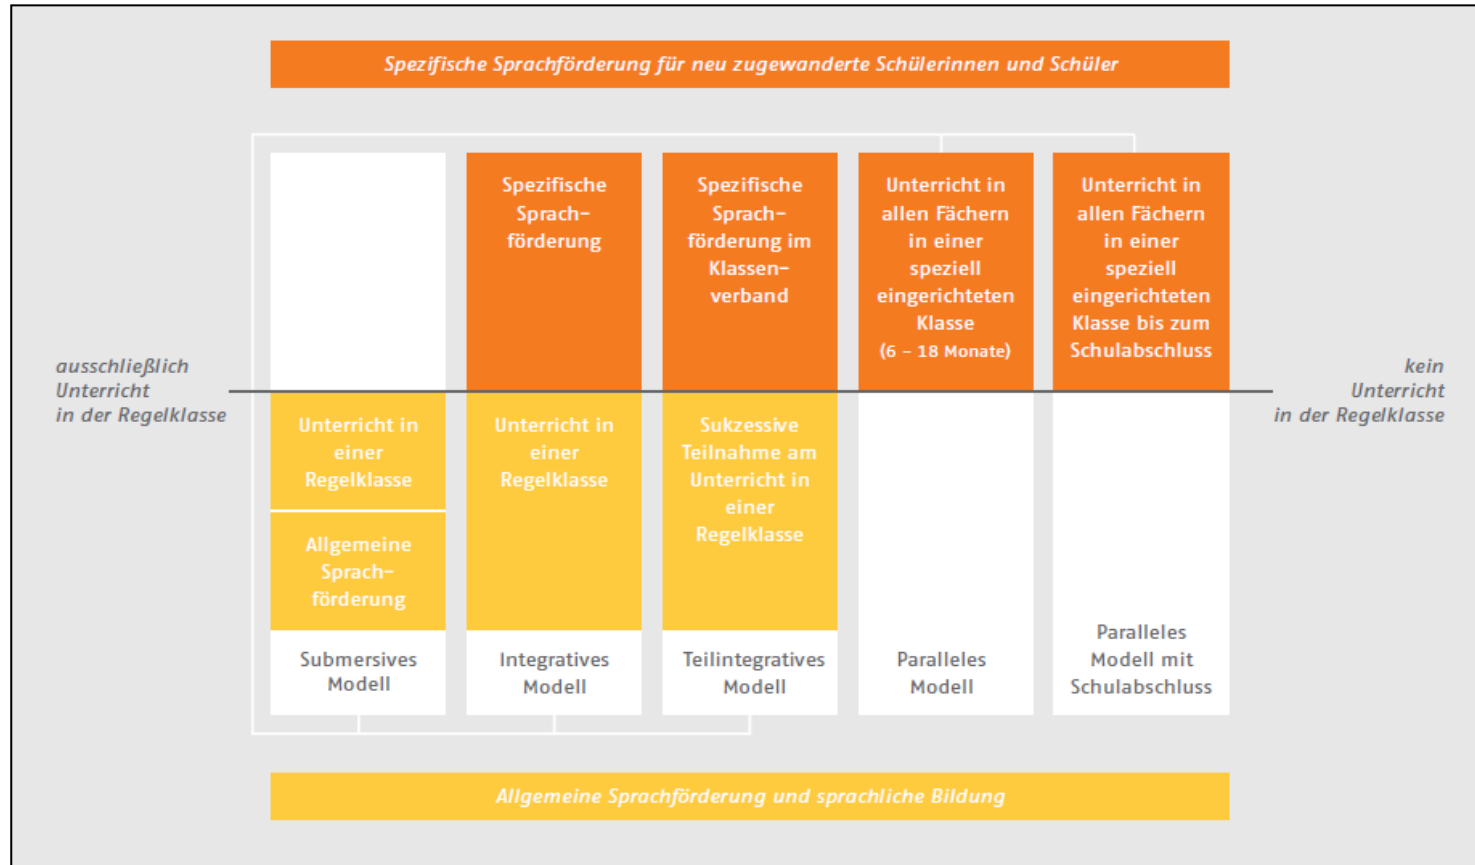 Spezifische Sprachförderung für neu zugewanderte Schülerinnen und Schüler
Spezifische
Sprach-
förderung
Spezifische
Sprach-
förderung im
Klassen-
verband
Unterricht in
allen Fächern
in einer
speziell
eingerichteten
Klasse
(6 – 18 Monate)
Unterricht in
allen Fächern
in einer
speziell
eingerichteten
Klasse bis zum
Schulabschluss
ausschließlich
Unterricht
in der Regelklasse
kein
Unterricht
in der Regelklasse
Unterricht in
einer
Regelklasse
Allgemeine
Sprach-
förderung
Unterricht in
einer
Regelklasse
Sukzessive
Teilnahme am
Unterricht in
einer
Regelklasse
Submersives
Modell
Integratives
Modell
Teilintegratives
Modell
Paralleles
Modell
Paralleles
Modell mit
Schulabschluss
Allgemeine Sprachförderung und sprachliche Bildung